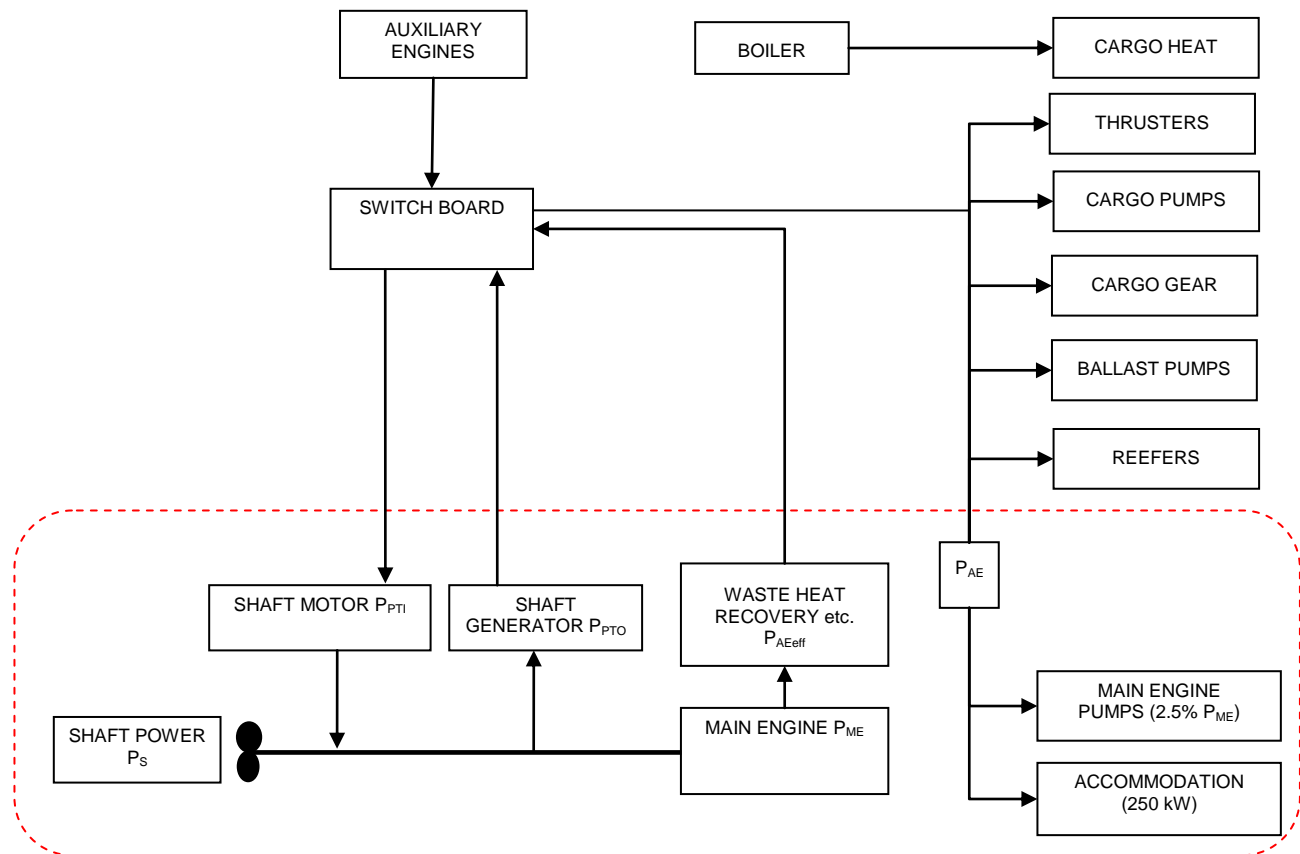 AUXILIARY
ENGINES
BOILER
CARGO HEAT
THRUSTERS
SWITCH BOARD
CARGO PUMPS
CARGO GEAR
BALLAST PUMPS
REEFERS
P_AE
SHAFT MOTOR P_PTI
SHAFT
GENERATOR P_PTO
WASTE HEAT
RECOVERY etc.
P_AEeff
MAIN ENGINE
PUMPS (2.5% P_ME)
SHAFT POWER
P_S
MAIN ENGINE P_ME
ACCOMMODATION
(250 kW)